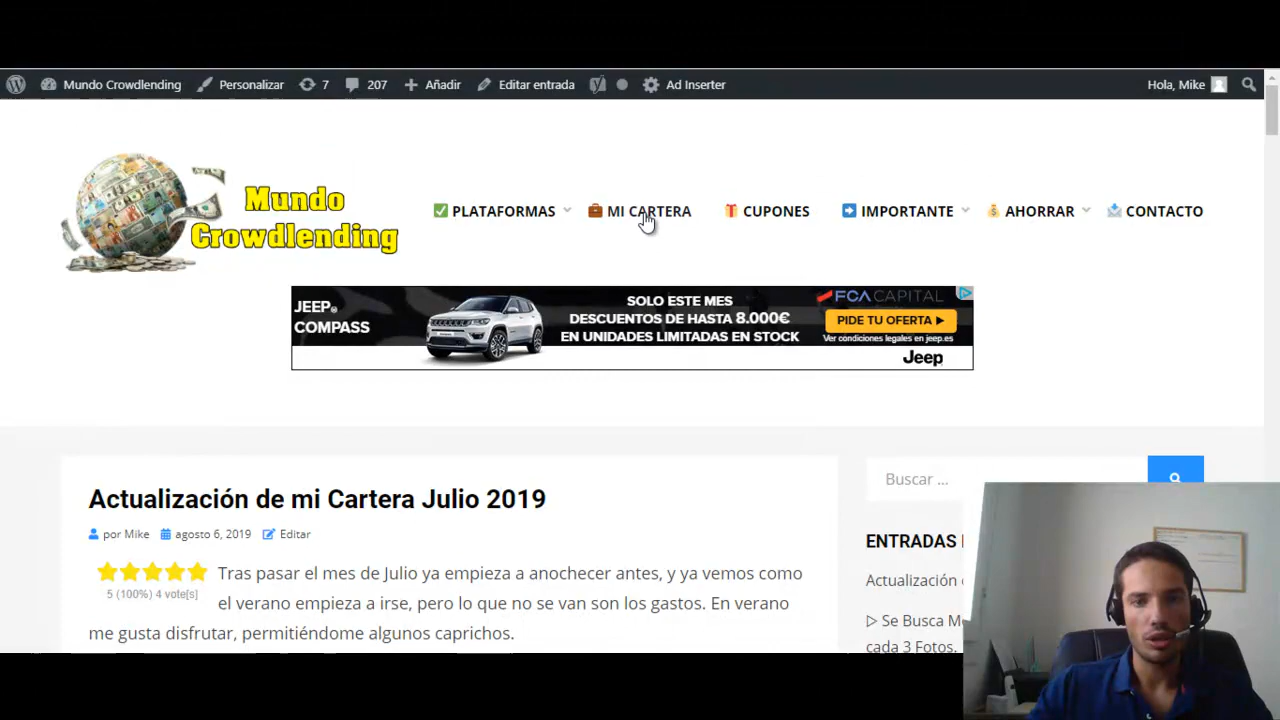 Mundo Crowdlending Personalizar 7 207 Añadir Editar entrada Ad Inserter Hola, Mike
Mundo
Crowdlending
PLATAFORMAS MI CARTERA CUPONES IMPORTANTE AHORRAR CONTACTO
JEEP®
COMPASS
SOLO ESTE MES
DESCUENTOS DE HASTA 8.000€
EN UNIDADES LIMITADAS EN STOCK
FCA CAPITAL
PIDE TU OFERTA
Ver condiciones legales en jeep.es
Jeep
Actualización de mi Cartera Julio 2019
por Mike agosto 6, 2019 Editar
5 (100%) 4 vote[s]
Tras pasar el mes de Julio ya empieza a anochecer antes, y ya vemos como
el verano empieza a irse, pero lo que no se van son los gastos. En verano
me gusta disfrutar, permitiéndome algunos caprichos.
Buscar ...
ENTRADAS
Actualización
▷ Se Busca
cada 3 Fotos.